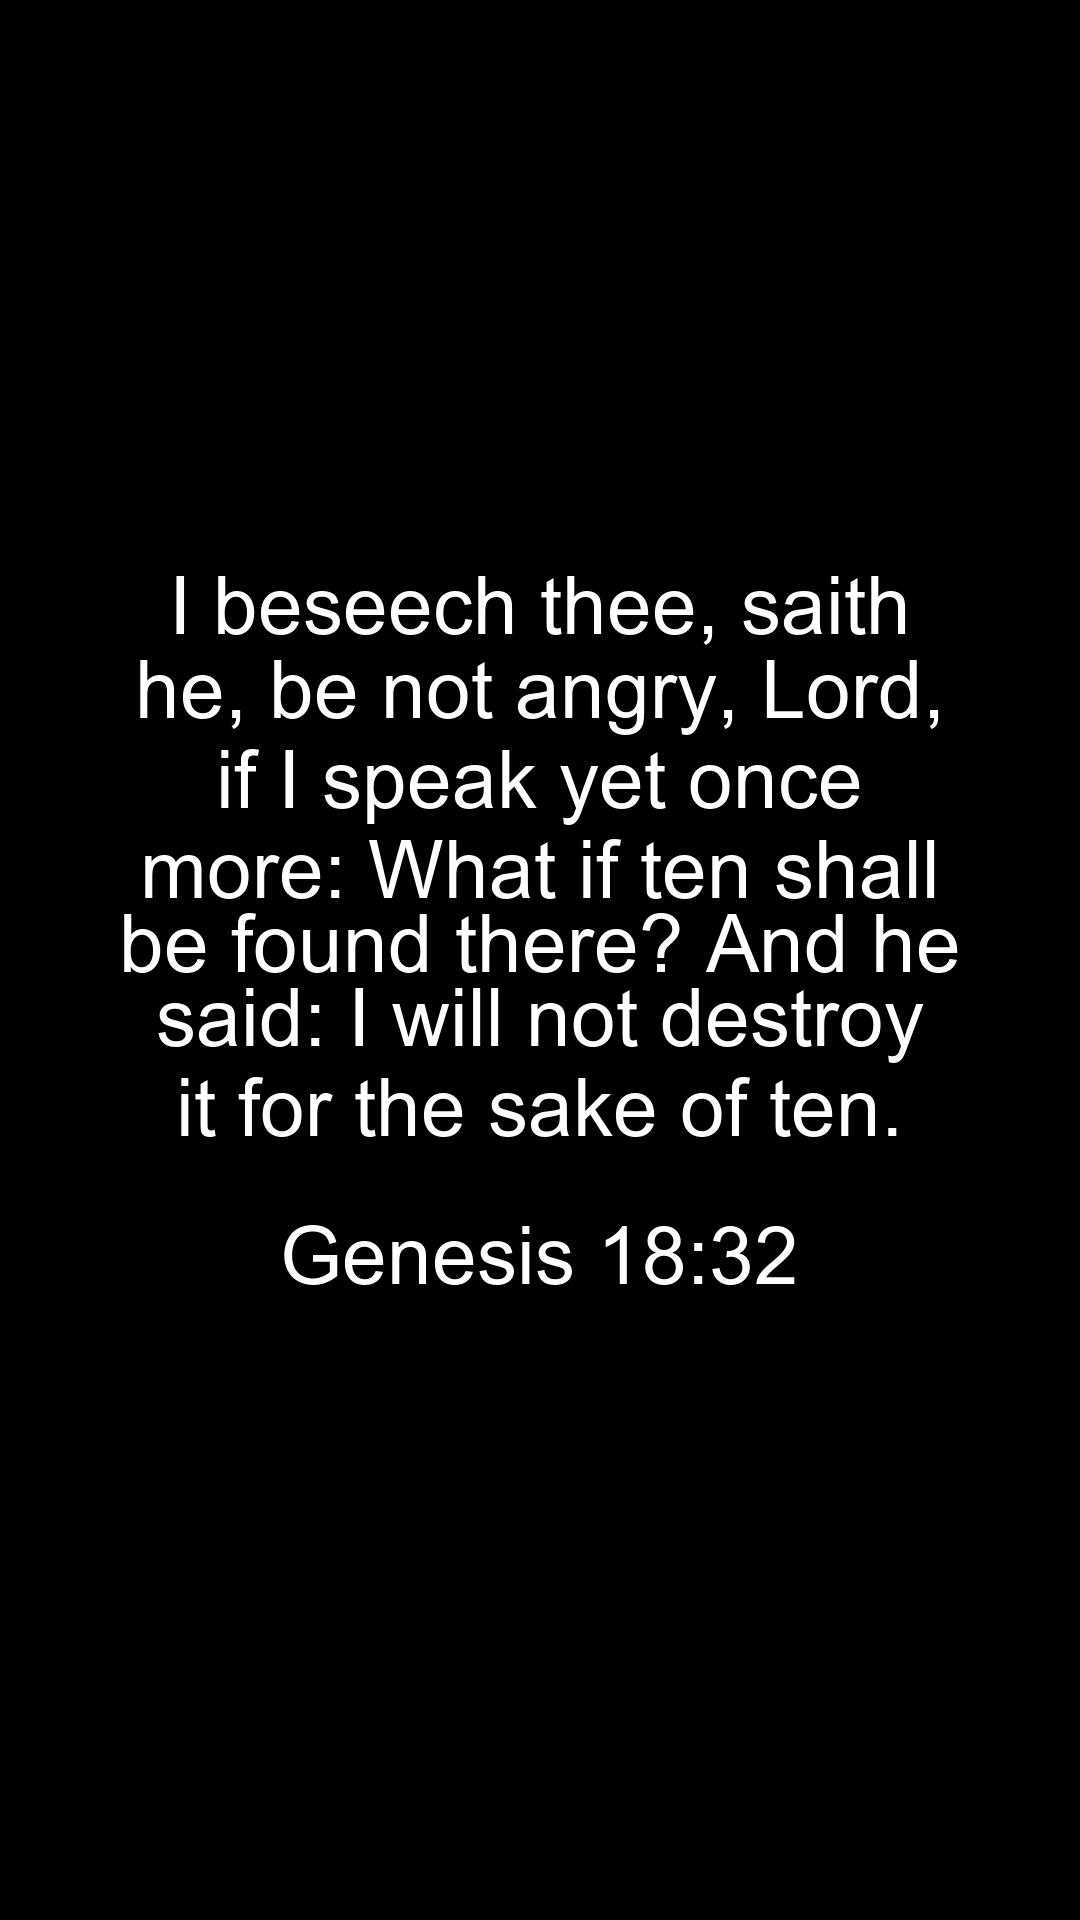 I beseech thee, saith
he, be not angry, Lord,
if I speak yet once
more: What if ten shall
be found there? And he
said: I will not destroy
it for the sake of ten.
Genesis 18:32